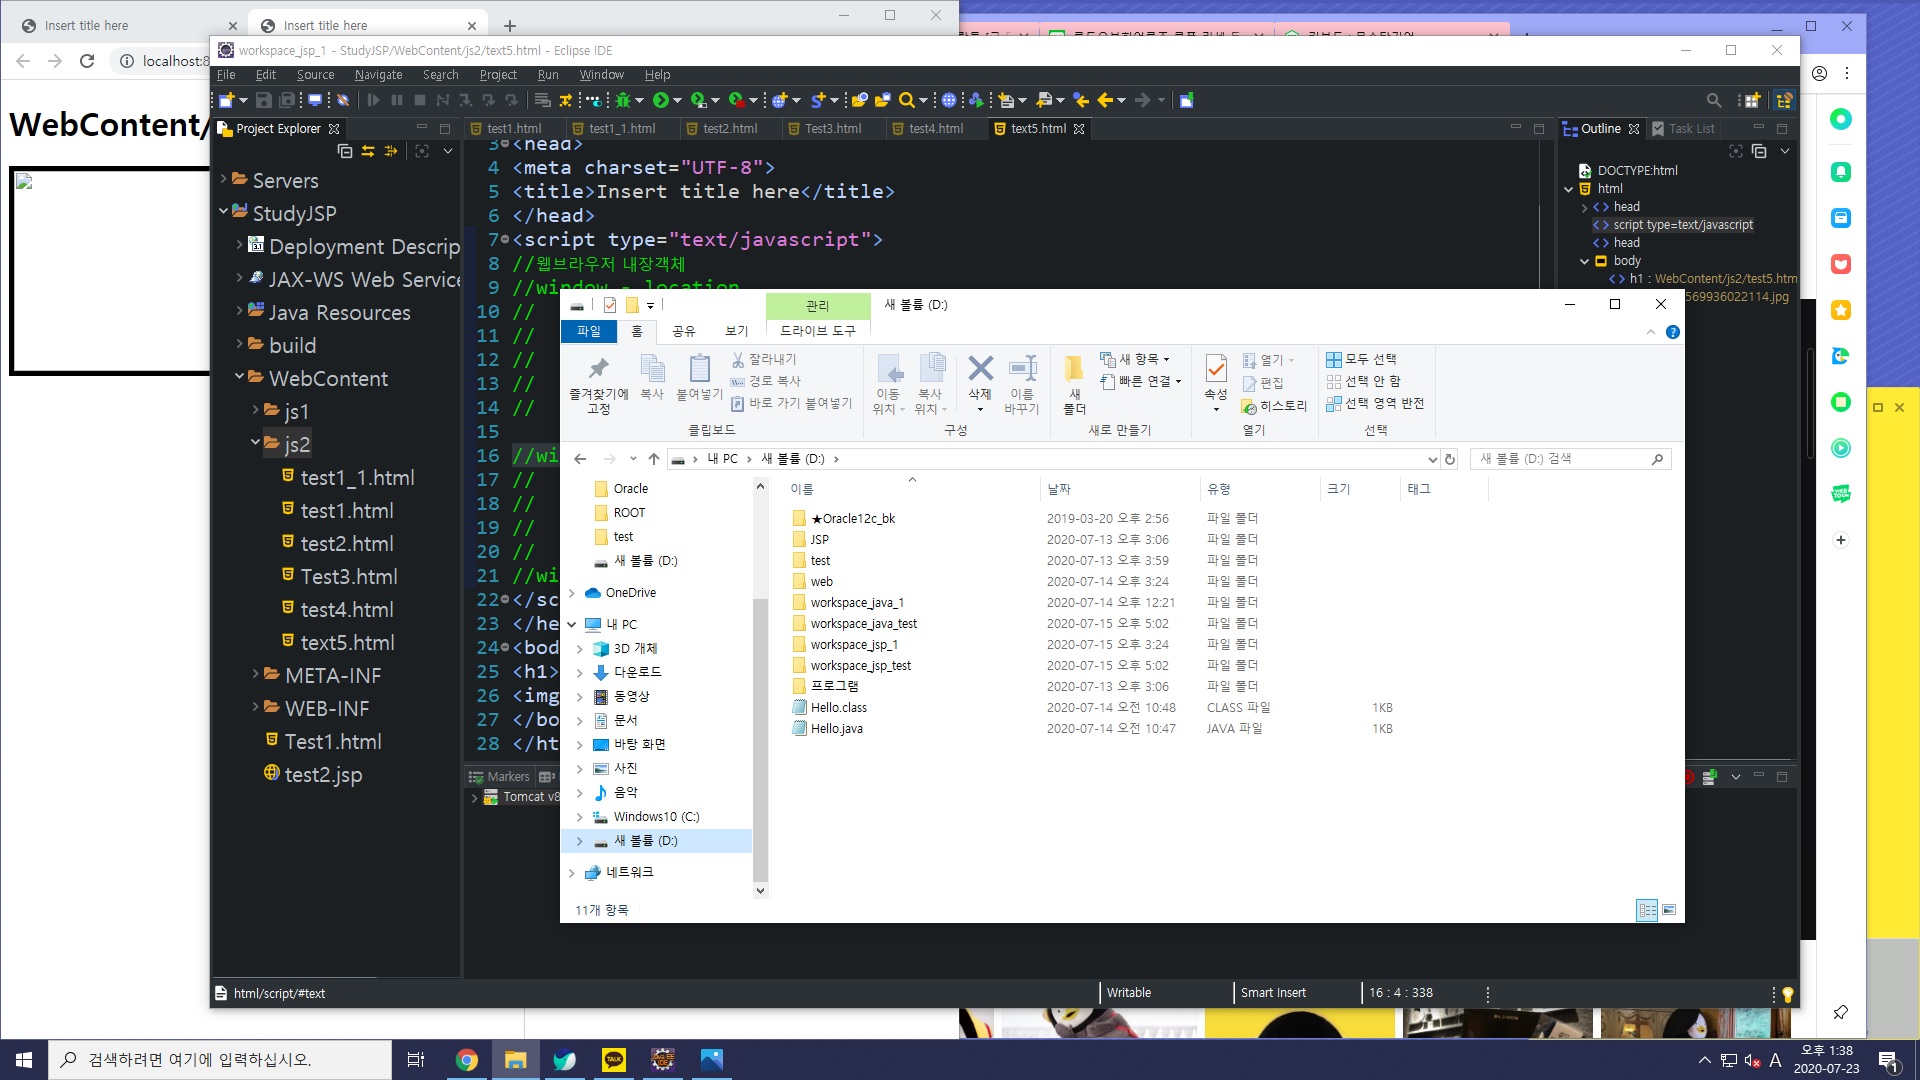 Insert title here
Insert title here
localhost:8
WebContent/
workspace_jsp_1 - StudyJSP/WebContent/js2/text5.html - Eclipse IDE
File Edit Source Navigate Search Project Run Window Help
Project Explorer
Servers
StudyJSP
Deployment Descrip
JAX-WS Web Service
Java Resources
build
WebContent
js1
js2
test1_1.html
test1.html
test2.html
Test3.html
test4.html
text5.html
META-INF
WEB-INF
Test1.html
test2.jsp
test1.html test1_1.html test2.html Test3.html test4.html text5.html
3 <head>
4 <meta charset="UTF-8">
5 <title>Insert title here</title>
6 </head>
7 <script type="text/javascript">
8 //웹브라우저 내장객체
9 //window - location
10 //
11 //
12 //
13 //
14 //
15
16 //wi
17 //
18 //
19 //
20 //
21 //wi
22 </sc
23 </he
24 <bod
25 <h1>
26 <img
27 </bo
28 </ht
Outline Task List
DOCTYPE:html
html
head
script type=text/javascript
head
body
h1 : WebContent/js2/test5.htm
569936022114.jpg
Markers
Tomcat v8
관리 새 볼륨 (D:)
파일 홈 공유 보기 드라이브 도구
즐겨찾기에 고정
복사
붙여넣기
잘라내기
경로 복사
바로 가기 붙여넣기
클립보드
이동 위치
복사 위치
삭제
이름 바꾸기
구성
새 폴더
새 항목
빠른 연결
새로 만들기
속성
열기
편집
히스토리
열기
모두 선택
선택 안 함
선택 영역 반전
선택
내 PC 새 볼륨 (D:)
새 볼륨 (D:) 검색
Oracle
ROOT
test
새 볼륨 (D:)
OneDrive
내 PC
3D 개체
다운로드
동영상
문서
바탕 화면
사진
음악
Windows10 (C:)
새 볼륨 (D:)
네트워크
이름 날짜 유형 크기 태그
★Oracle12c_bk 2019-03-20 오후 2:56 파일 폴더
JSP 2020-07-13 오후 3:06 파일 폴더
test 2020-07-13 오후 3:59 파일 폴더
web 2020-07-14 오후 3:24 파일 폴더
workspace_java_1 2020-07-14 오후 12:21 파일 폴더
workspace_java_test 2020-07-15 오후 5:02 파일 폴더
workspace_jsp_1 2020-07-15 오후 3:24 파일 폴더
workspace_jsp_test 2020-07-15 오후 5:02 파일 폴더
프로그램 2020-07-13 오후 3:06 파일 폴더
Hello.class 2020-07-14 오전 10:48 CLASS 파일 1KB
Hello.java 2020-07-14 오전 10:47 JAVA 파일 1KB
11개 항목
html/script/#text
Writable Smart Insert 16 : 4 : 338
검색하려면 여기에 입력하십시오.
TALK
A
오후 1:38
2020-07-23
1